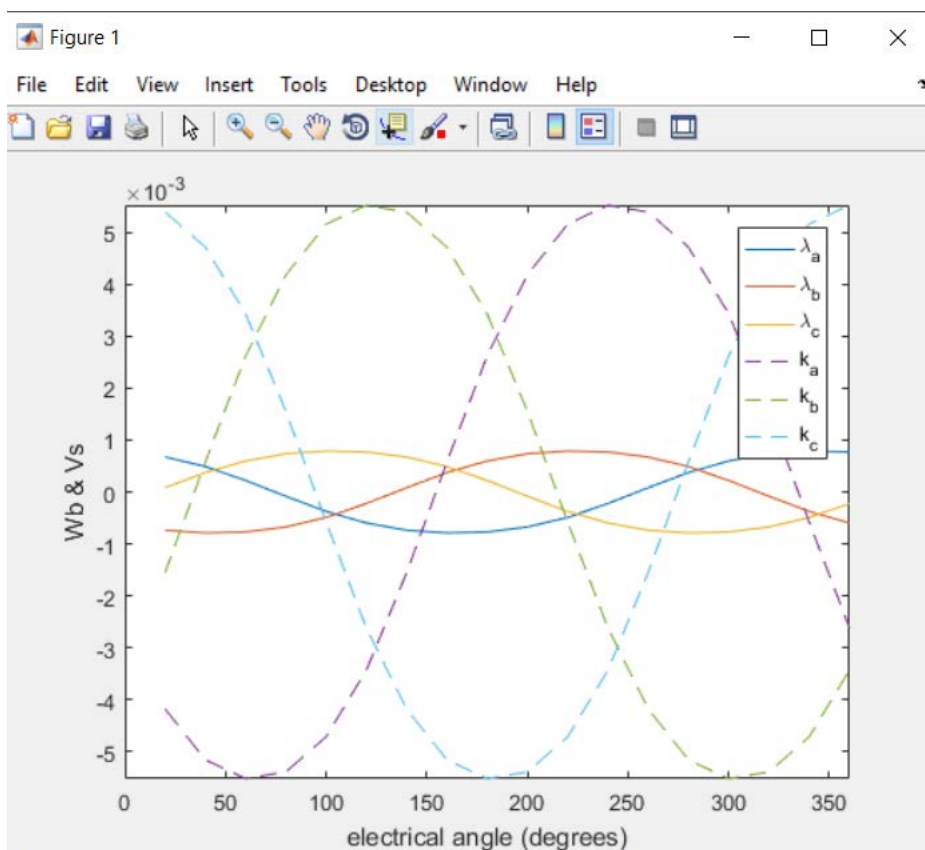 Figure 1
File Edit View Insert Tools Desktop Window Help
×10⁻³
5
4
3
2
1
0
-1
-2
-3
-4
-5
Wb & Vs
λa
λb
λc
ka
kb
kc
0 50 100 150 200 250 300 350
electrical angle (degrees)